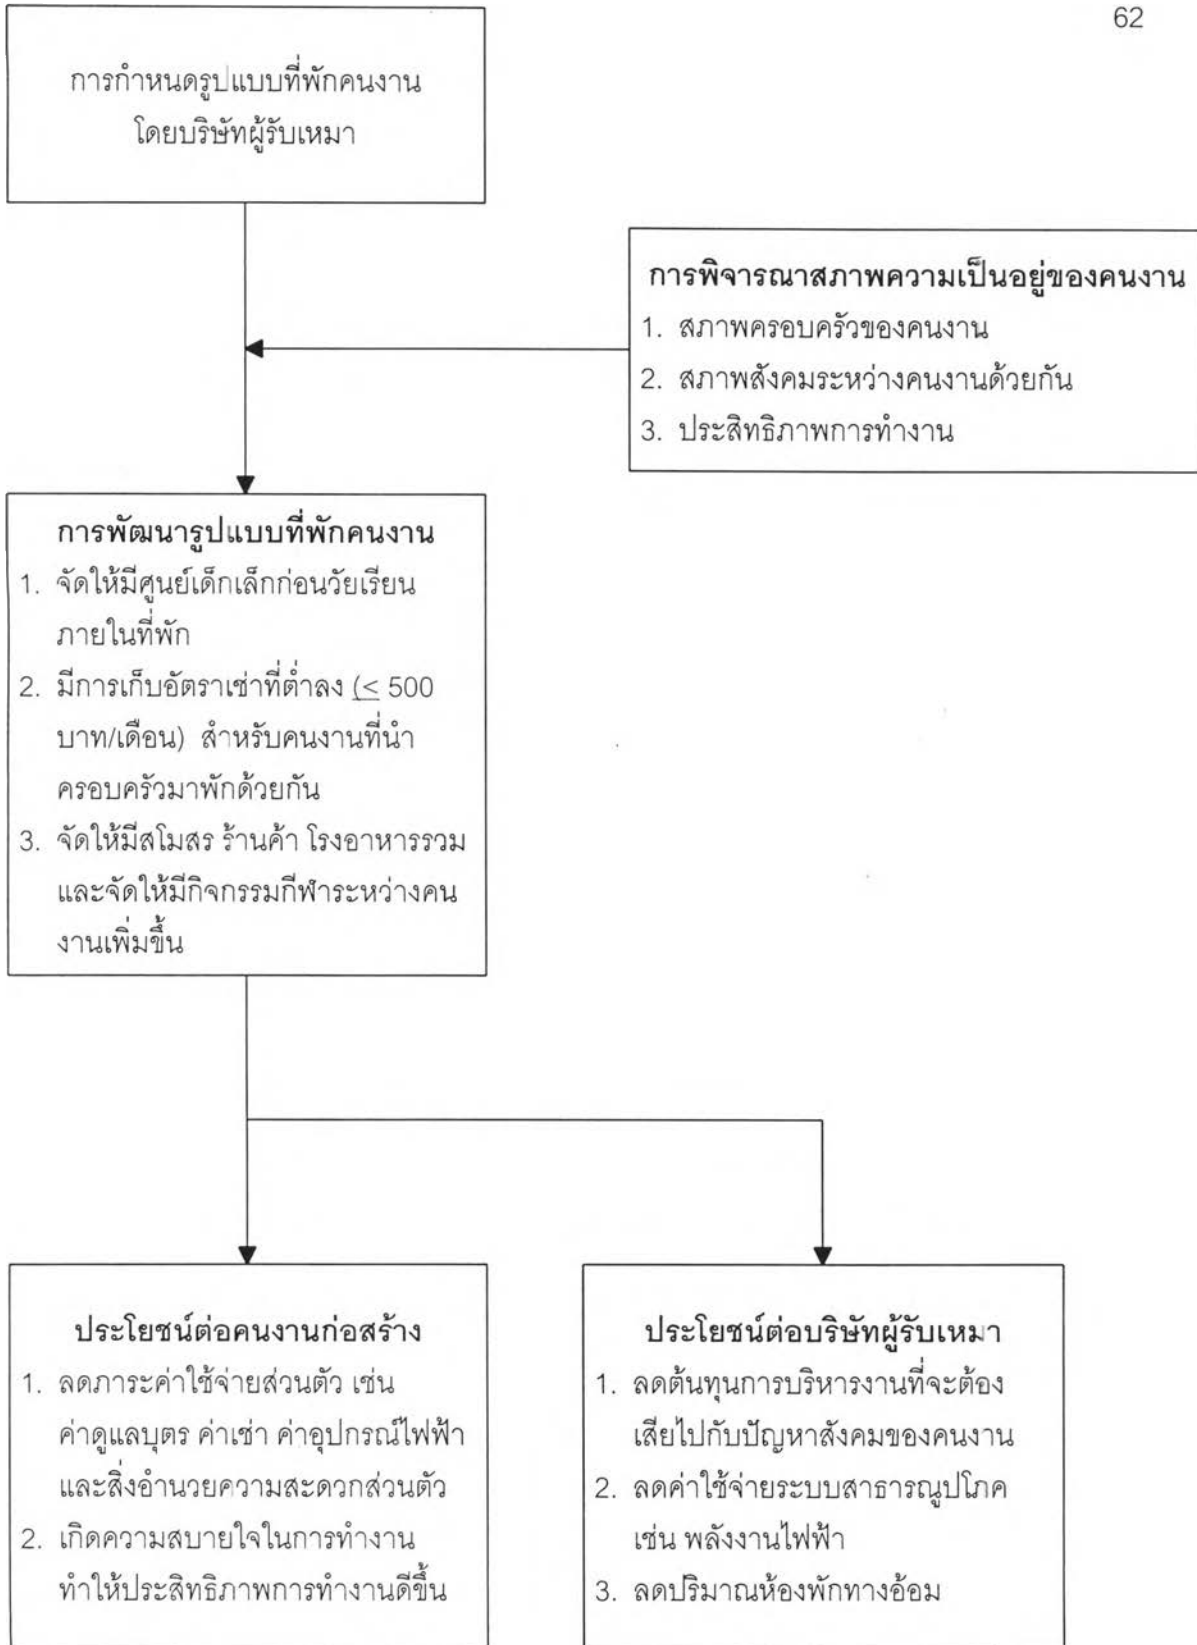 62
การกำหนดรูปแบบที่พักคนงาน
โดยบริษัทผู้รับเหมา
การพิจารณาสภาพความเป็นอยู่ของคนงาน
1. สภาพครอบครัวของคนงาน
2. สภาพสังคมระหว่างคนงานด้วยกัน
3. ประสิทธิภาพการทำงาน
การพัฒนารูปแบบที่พักคนงาน
1. จัดให้มีศูนย์เด็กเล็กก่อนวัยเรียน
ภายในที่พัก
2. มีการเก็บอัตราเช่าที่ต่ำลง (≤ 500
บาท/เดือน) สำหรับคนงานที่นำ
ครอบครัวมาพักด้วยกัน
3. จัดให้มีสโมสร ร้านค้า โรงอาหารรวม
และจัดให้มีกิจกรรมกีฬาระหว่างคน
งานเพิ่มขึ้น
ประโยชน์ต่อคนงานก่อสร้าง
1. ลดภาระค่าใช้จ่ายส่วนตัว เช่น
ค่าดูแลบุตร ค่าเช่า ค่าอุปกรณ์ไฟฟ้า
และสิ่งอำนวยความสะดวกส่วนตัว
2. เกิดความสบายใจในการทำงาน
ทำให้ประสิทธิภาพการทำงานดีขึ้น
ประโยชน์ต่อบริษัทผู้รับเหมา
1. ลดต้นทุนการบริหารงานที่จะต้อง
เสียไปกับปัญหาสังคมของคนงาน
2. ลดค่าใช้จ่ายระบบสาธารณูปโภค
เช่น พลังงานไฟฟ้า
3. ลดปริมาณห้องพักทางอ้อม